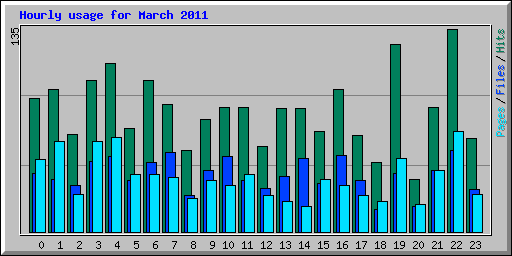 Hourly usage for March 2011
135
Pages/Files/Hits
0 1 2 3 4 5 6 7 8 9 10 11 12 13 14 15 16 17 18 19 20 21 22 23